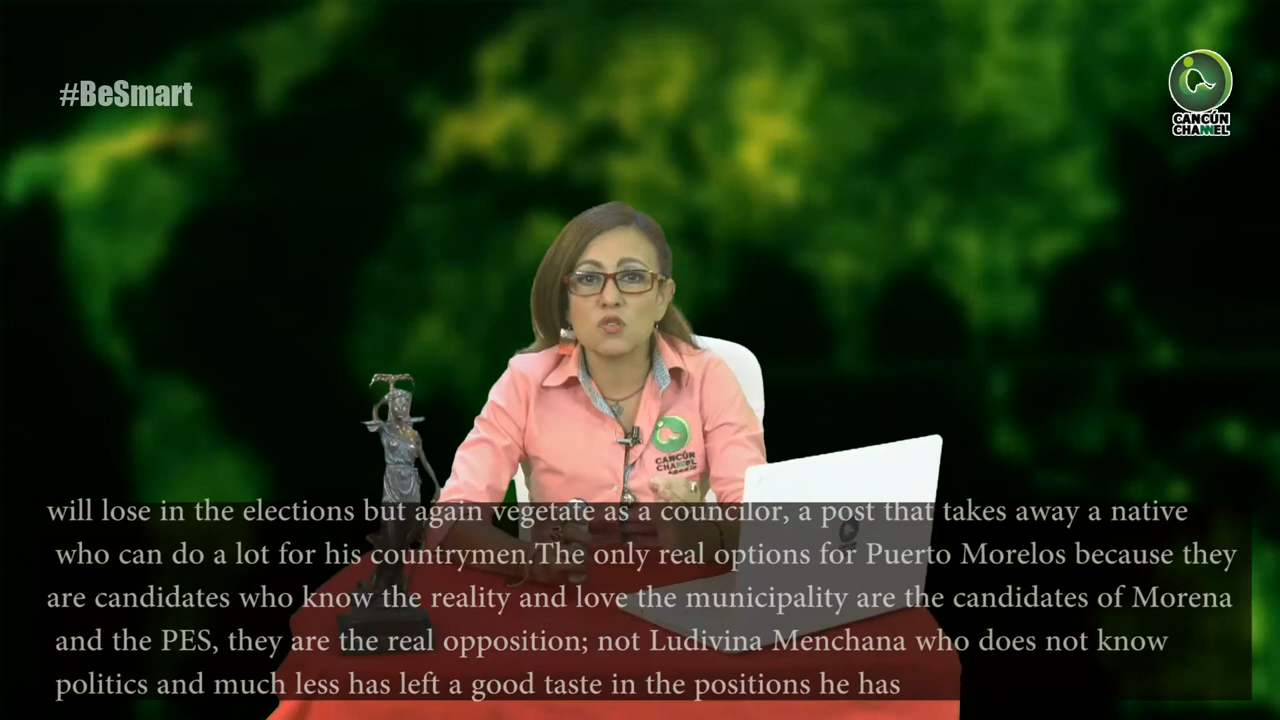 #BeSmart
CANCÚN
CHANNEL
CANCÚN
CHANNEL
will lose in the elections but again vegetate as a councilor, a post that takes away a native
who can do a lot for his countrymen.The only real options for Puerto Morelos because they
are candidates who know the reality and love the municipality are the candidates of Morena
and the PES, they are the real opposition; not Ludivina Menchana who does not know
politics and much less has left a good taste in the positions he has